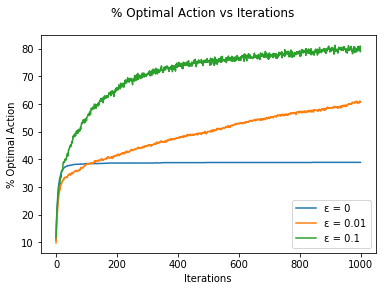 % Optimal Action vs Iterations
% Optimal Action
80
70
60
50
40
30
20
10
0
200
400
600
800
1000
Iterations
ε = 0
ε = 0.01
ε = 0.1